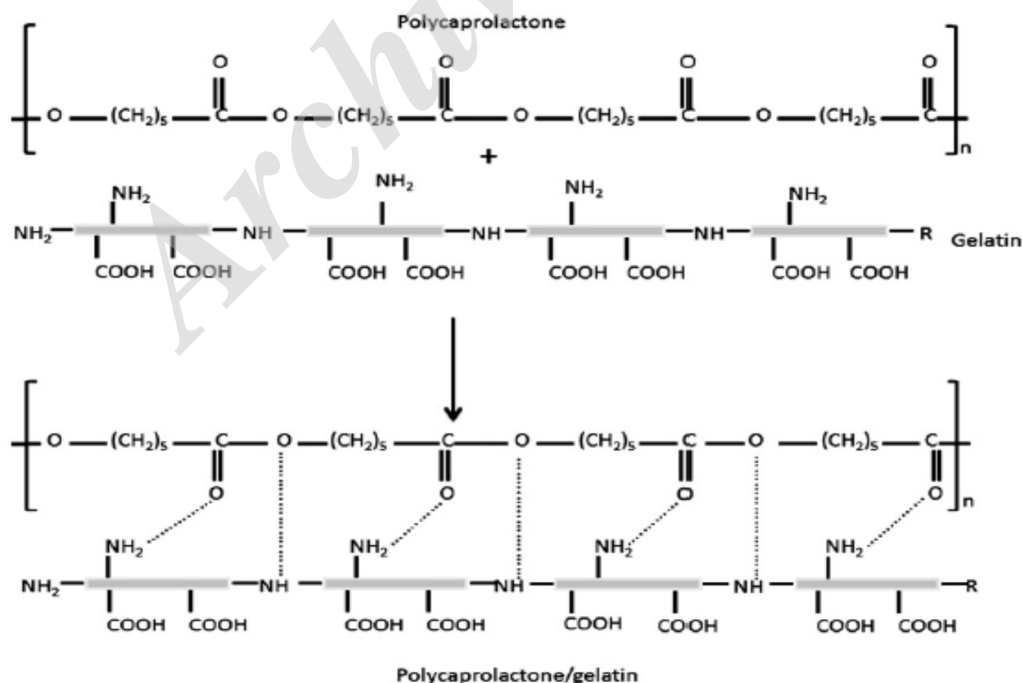 Polycaprolactone
O O O O
O (CH₂)₅ C O (CH₂)₅ C O (CH₂)₅ C O (CH₂)₅ C n
+
NH₂ NH₂ NH₂ NH₂
NH₂ NH NH NH R Gelatin
COOH COOH COOH COOH COOH COOH COOH COOH
O (CH₂)₅ C O (CH₂)₅ C O (CH₂)₅ C O (CH₂)₅ C
O O O O n
NH₂ NH₂ NH₂ NH₂
NH₂ NH NH NH R
COOH COOH COOH COOH COOH COOH COOH COOH
Polycaprolactone/gelatin